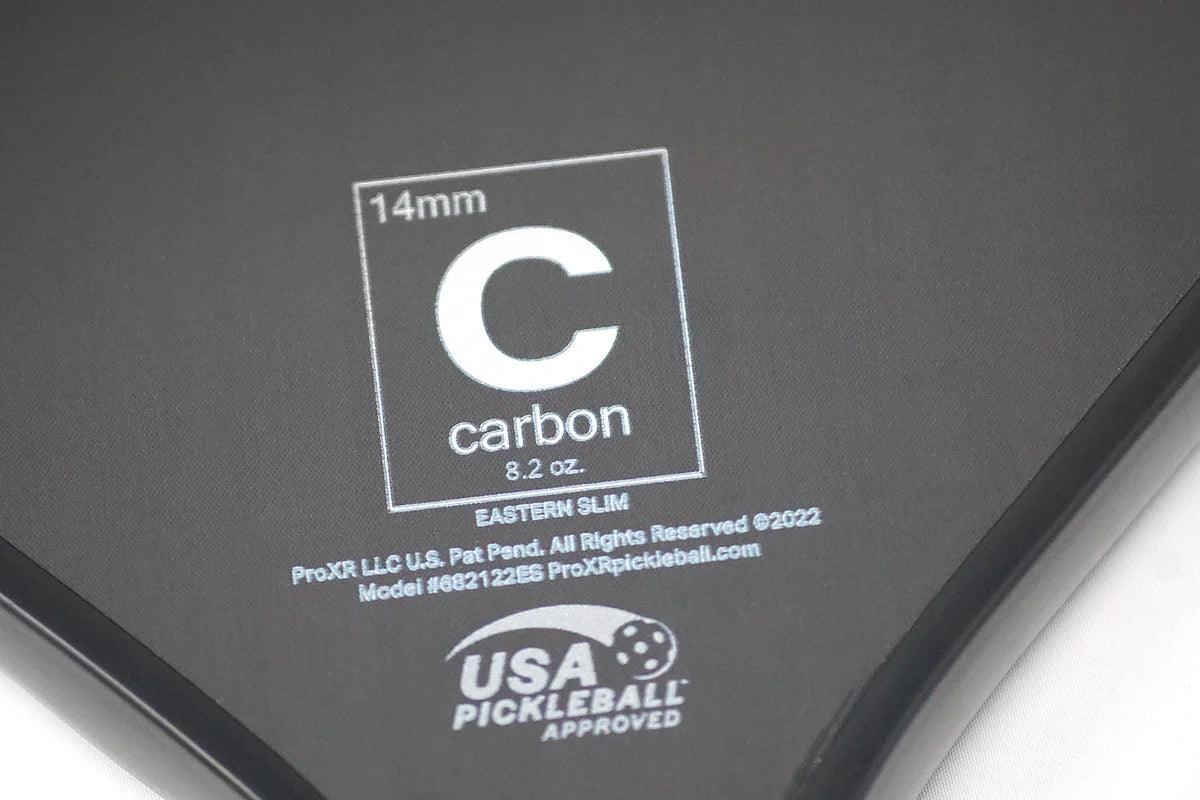 14mm
C
carbon
8.2 oz.
EASTERN SLIM
ProXR LLC U.S. Pat Pend. All Rights Reserved ©2022
Model #682122ES ProXRpickleball.com
USA
PICKLEBALL™
APPROVED